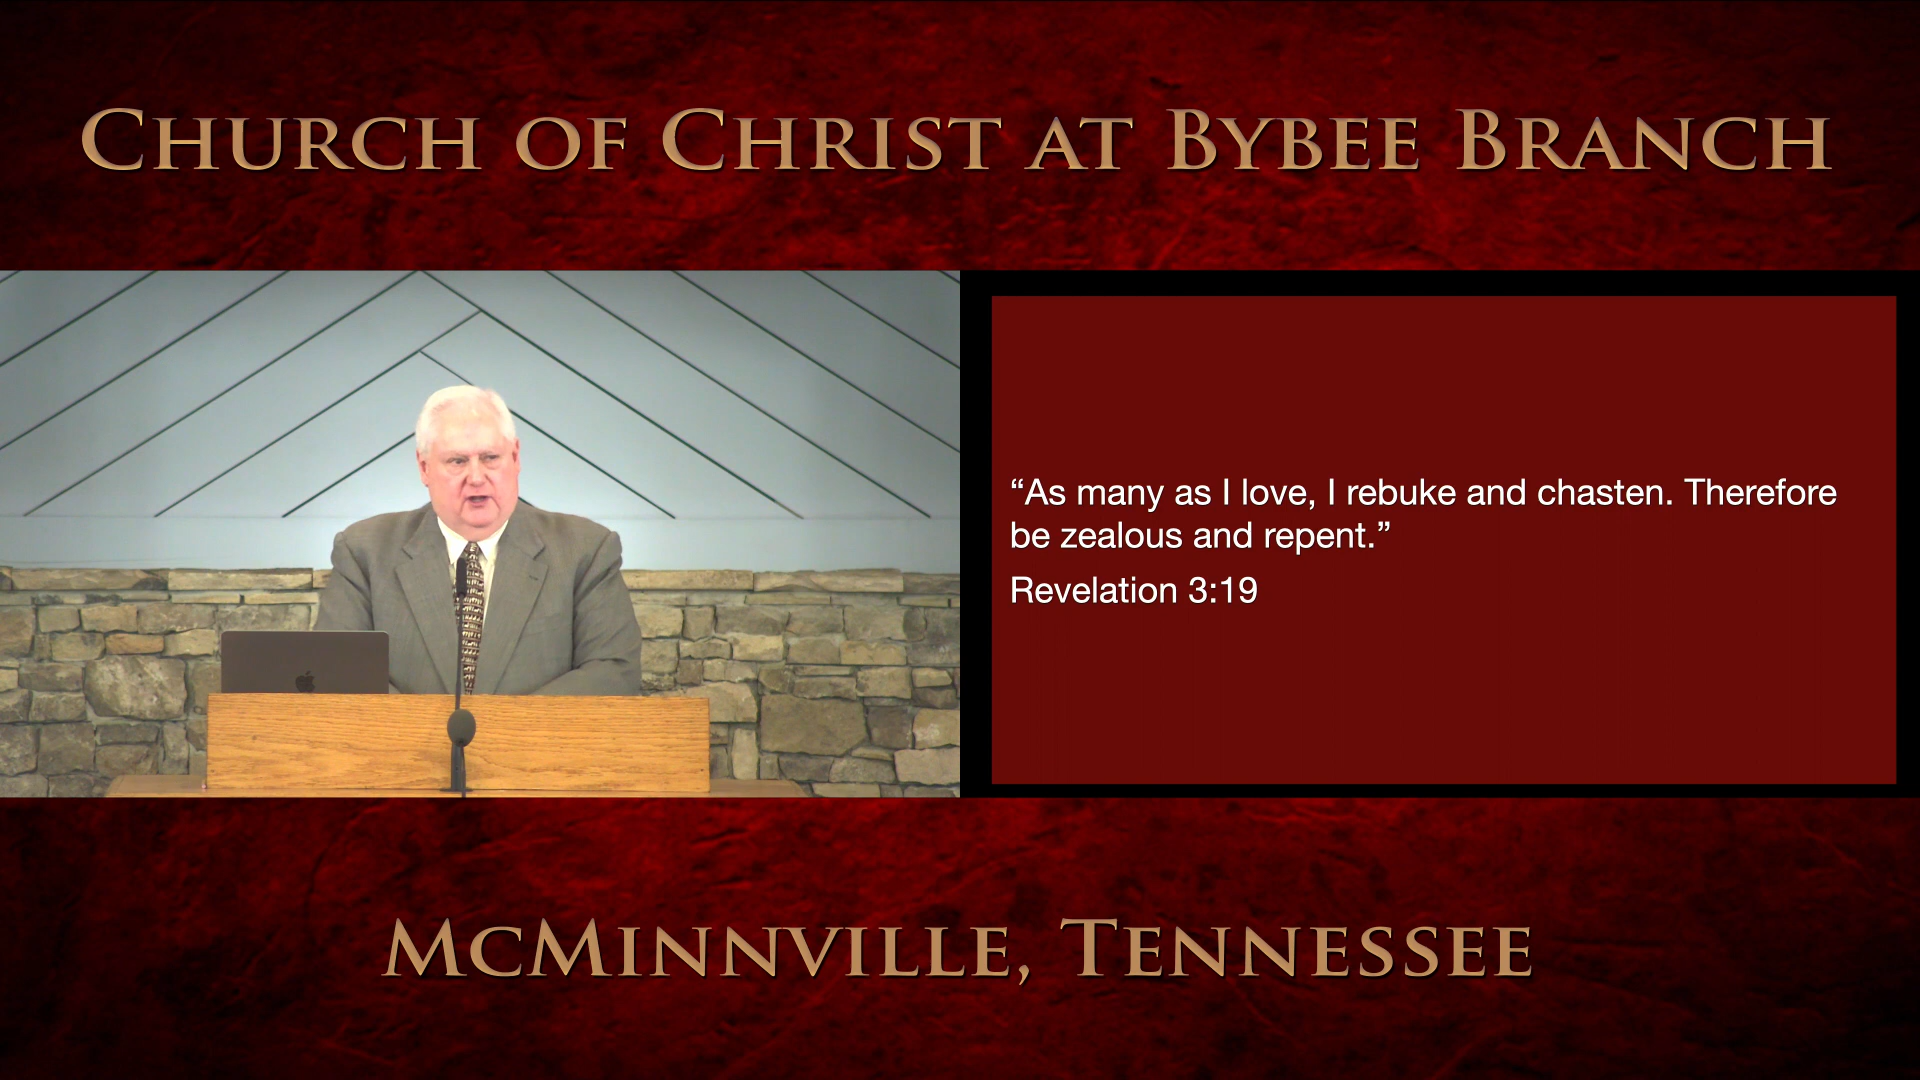 Church of Christ at Bybee Branch
“As many as I love, I rebuke and chasten. Therefore
be zealous and repent.”
Revelation 3:19
McMinnville, Tennessee